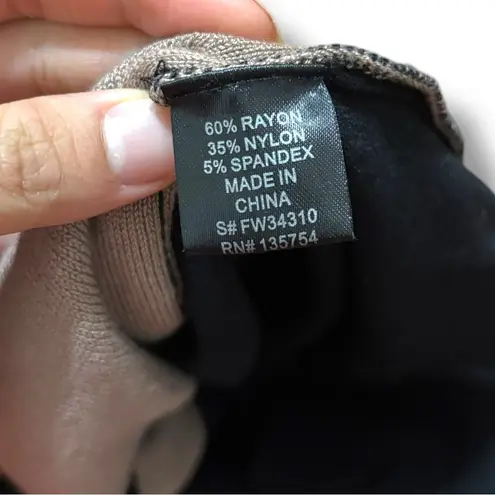 60% RAYON
35% NYLON
5% SPANDEX
MADE IN
CHINA
S# FW34310
RN# 135754